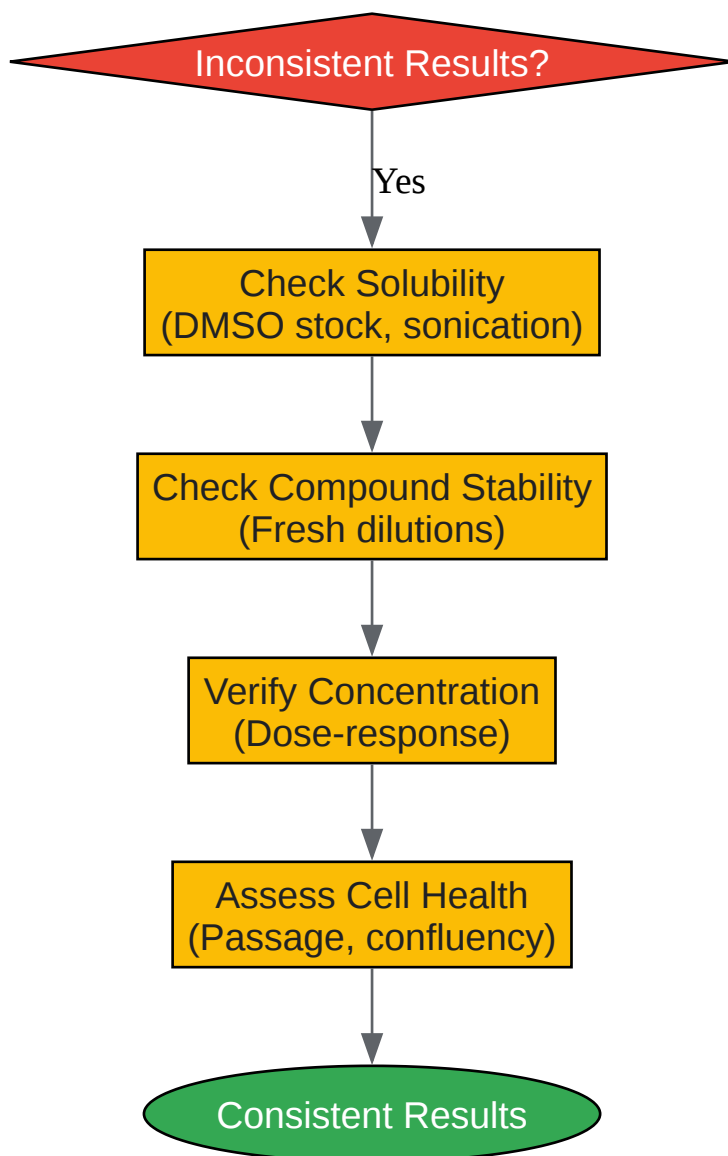 Inconsistent Results?
Yes
Check Solubility
(DMSO stock, sonication)
Check Compound Stability
(Fresh dilutions)
Verify Concentration
(Dose-response)
Assess Cell Health
(Passage, confluency)
Consistent Results